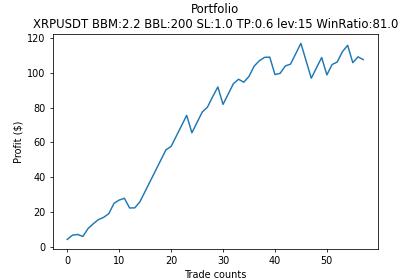 Portfolio
XRPUSDT BBM:2.2 BBL:200 SL:1.0 TP:0.6 lev:15 WinRatio:81.0
120
100
80
60
40
20
0
Profit ($)
0 10 20 30 40 50
Trade counts